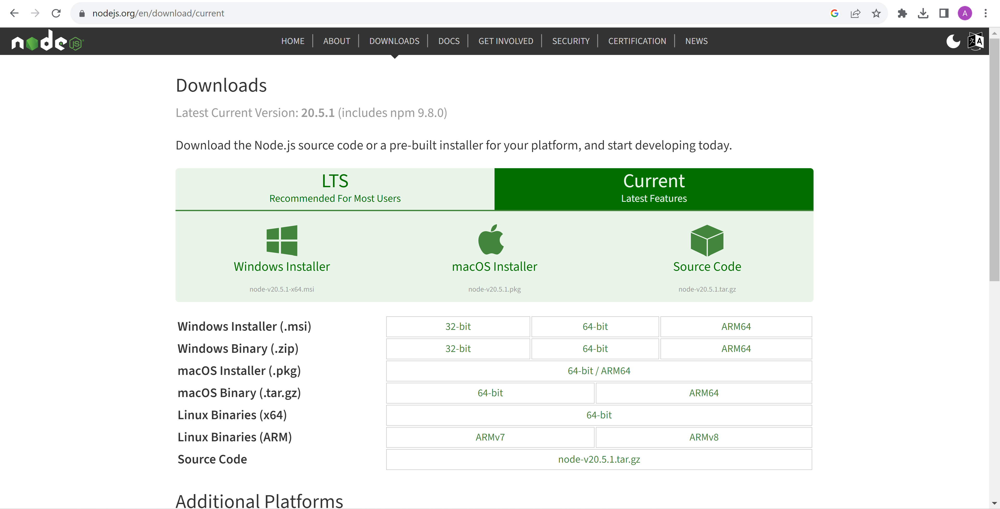 nodejs.org/en/download/current
A
node JS
HOME ABOUT DOWNLOADS DOCS GET INVOLVED SECURITY CERTIFICATION NEWS
Downloads
Latest Current Version: 20.5.1 (includes npm 9.8.0)
Download the Node.js source code or a pre-built installer for your platform, and start developing today.
LTS
Recommended For Most Users
Current
Latest Features
Windows Installer
node-v20.5.1-x64.msi
macOS Installer
node-v20.5.1.pkg
Source Code
node-v20.5.1.tar.gz
Windows Installer (.msi) 32-bit 64-bit ARM64
Windows Binary (.zip) 32-bit 64-bit ARM64
macOS Installer (.pkg) 64-bit / ARM64
macOS Binary (.tar.gz) 64-bit ARM64
Linux Binaries (x64) 64-bit
Linux Binaries (ARM) ARMv7 ARMv8
Source Code node-v20.5.1.tar.gz
Additional Platforms